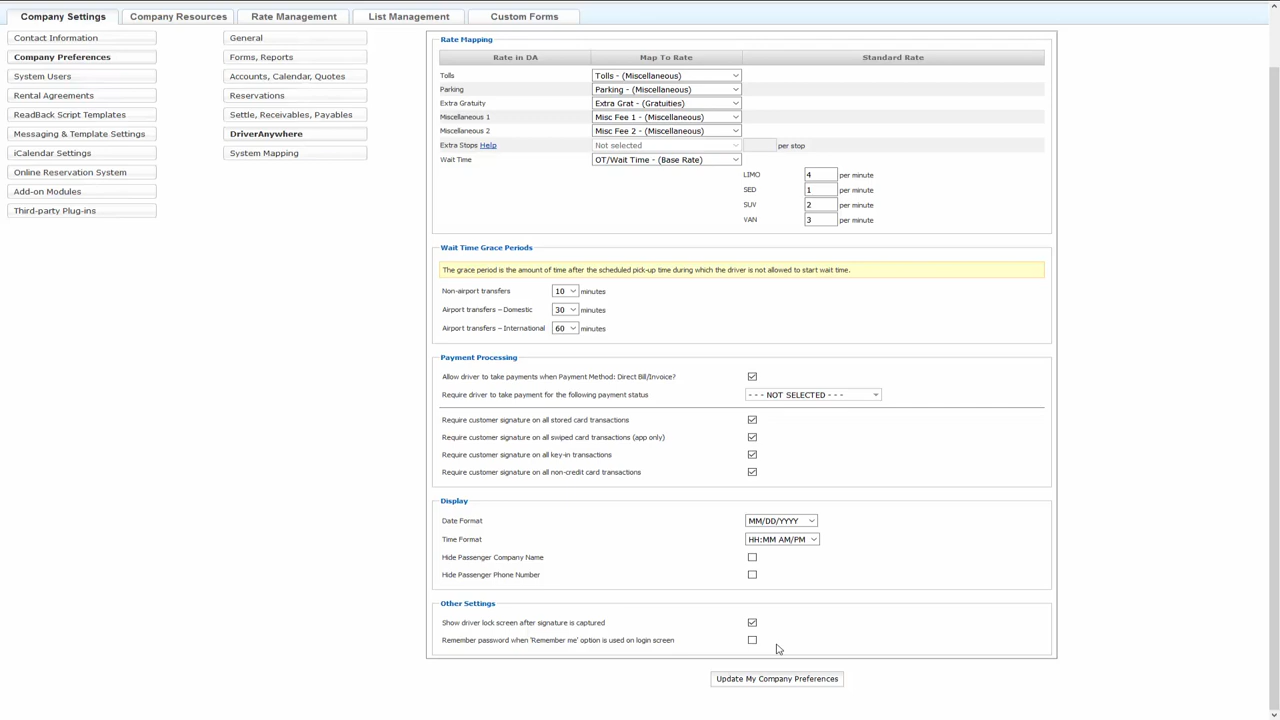 Company Settings Company Resources Rate Management List Management Custom Forms
Contact Information
Company Preferences
System Users
Rental Agreements
ReadBack Script Templates
Messaging & Template Settings
iCalendar Settings
Online Reservation System
Add-on Modules
Third-party Plug-ins
General
Forms, Reports
Accounts, Calendar, Quotes
Reservations
Settle, Receivables, Payables
DriverAnywhere
System Mapping
Rate Mapping
Rate in DA Map To Rate Standard Rate
Tolls Tolls - (Miscellaneous)
Parking Parking - (Miscellaneous)
Extra Gratuity Extra Grat - (Gratuities)
Miscellaneous 1 Misc Fee 1 - (Miscellaneous)
Miscellaneous 2 Misc Fee 2 - (Miscellaneous)
Extra Stops Help Not selected per stop
Wait Time OT/Wait Time - (Base Rate)
LIMO 4 per minute
SED 1 per minute
SUV 2 per minute
VAN 3 per minute
Wait Time Grace Periods
The grace period is the amount of time after the scheduled pick-up time during which the driver is not allowed to start wait time.
Non-airport transfers 10 minutes
Airport transfers – Domestic 30 minutes
Airport transfers – International 60 minutes
Payment Processing
Allow driver to take payments when Payment Method: Direct Bill/Invoice?
Require driver to take payment for the following payment status - - - NOT SELECTED - - -
Require customer signature on all stored card transactions
Require customer signature on all swiped card transactions (app only)
Require customer signature on all key-in transactions
Require customer signature on all non-credit card transactions
Display
Date Format MM/DD/YYYY
Time Format HH:MM AM/PM
Hide Passenger Company Name
Hide Passenger Phone Number
Other Settings
Show driver lock screen after signature is captured
Remember password when 'Remember me' option is used on login screen
Update My Company Preferences